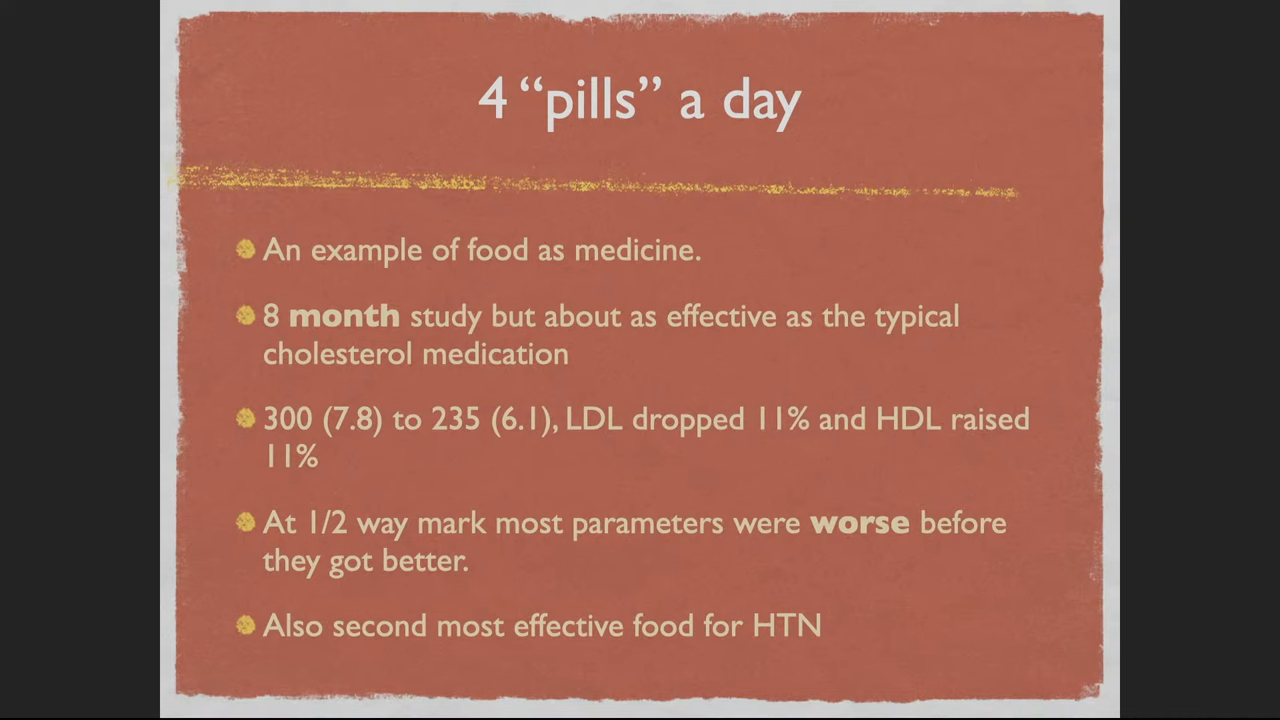 4 “pills” a day
An example of food as medicine.
8 month study but about as effective as the typical
cholesterol medication
300 (7.8) to 235 (6.1), LDL dropped 11% and HDL raised
11%
At 1/2 way mark most parameters were worse before
they got better.
Also second most effective food for HTN